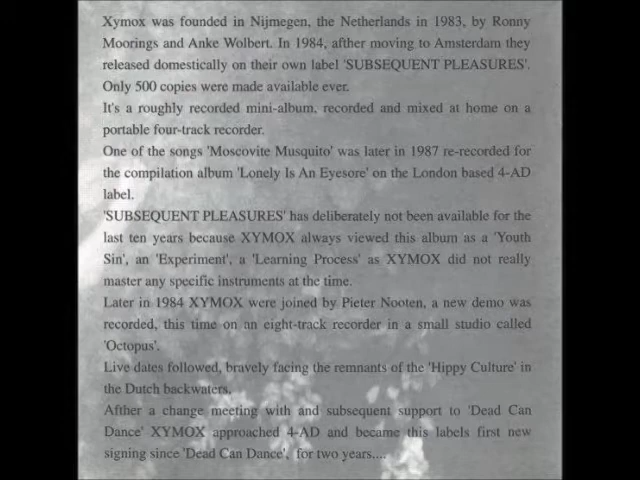 Xymox was founded in Nijmegen, the Netherlands in 1983, by Ronny
Moorings and Anke Wolbert. In 1984, afther moving to Amsterdam they
released domestically on their own label 'SUBSEQUENT PLEASURES'.
Only 500 copies were made available ever.
It's a roughly recorded mini-album, recorded and mixed at home on a
portable four-track recorder.
One of the songs 'Moscovite Musquito' was later in 1987 re-recorded for
the compilation album 'Lonely Is An Eyesore' on the London based 4-AD
label.
'SUBSEQUENT PLEASURES' has deliberately not been available for the
last ten years because XYMOX always viewed this album as a 'Youth
Sin', an 'Experiment', a 'Learning Process' as XYMOX did not really
master any specific instruments at the time.
Later in 1984 XYMOX were joined by Pieter Nooten, a new demo was
recorded, this time on an eight-track recorder in a small studio called
'Octopus'.
Live dates followed, bravely facing the remnants of the 'Hippy Culture' in
the Dutch backwaters.
Afther a change meeting with and subsequent support to 'Dead Can
Dance' XYMOX approached 4-AD and became this labels first new
signing since 'Dead Can Dance', for two years....